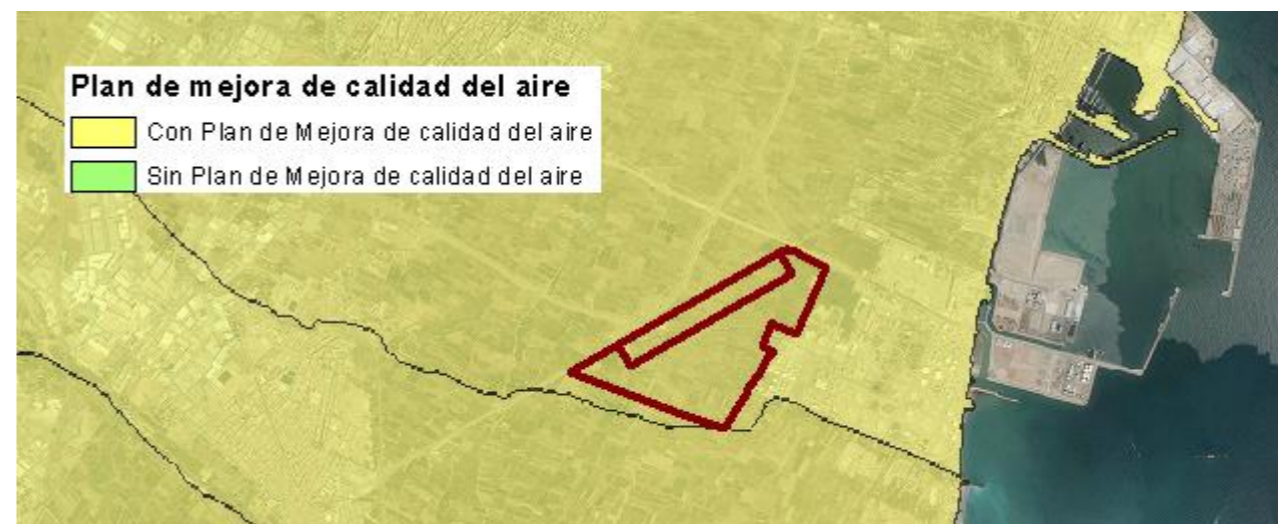 Plan de mejora de calidad del aire
Con Plan de Mejora de calidad del aire
Sin Plan de Mejora de calidad del aire